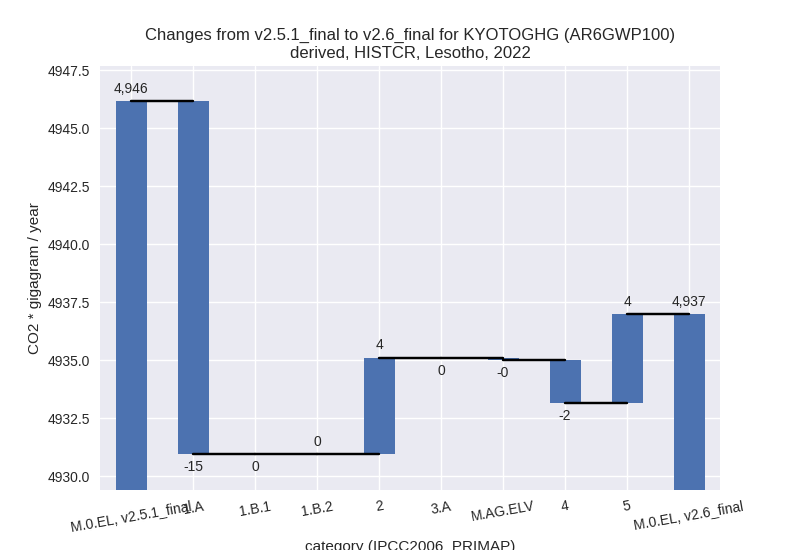 Changes from v2.5.1_final to v2.6_final for KYOTOGHG (AR6GWP100)
derived, HISTCR, Lesotho, 2022
CO2 * gigagram / year
4947.5
4945.0
4942.5
4940.0
4937.5
4935.0
4932.5
4930.0
4,946
-15
0
0
4
0
-0
-2
4
4,937
M.0.EL, v2.5.1_final
1.A
1.B.1
1.B.2
2
3.A
M.AG.ELV
4
5
M.0.EL, v2.6_final
category (IPCC2006_PRIMAP)